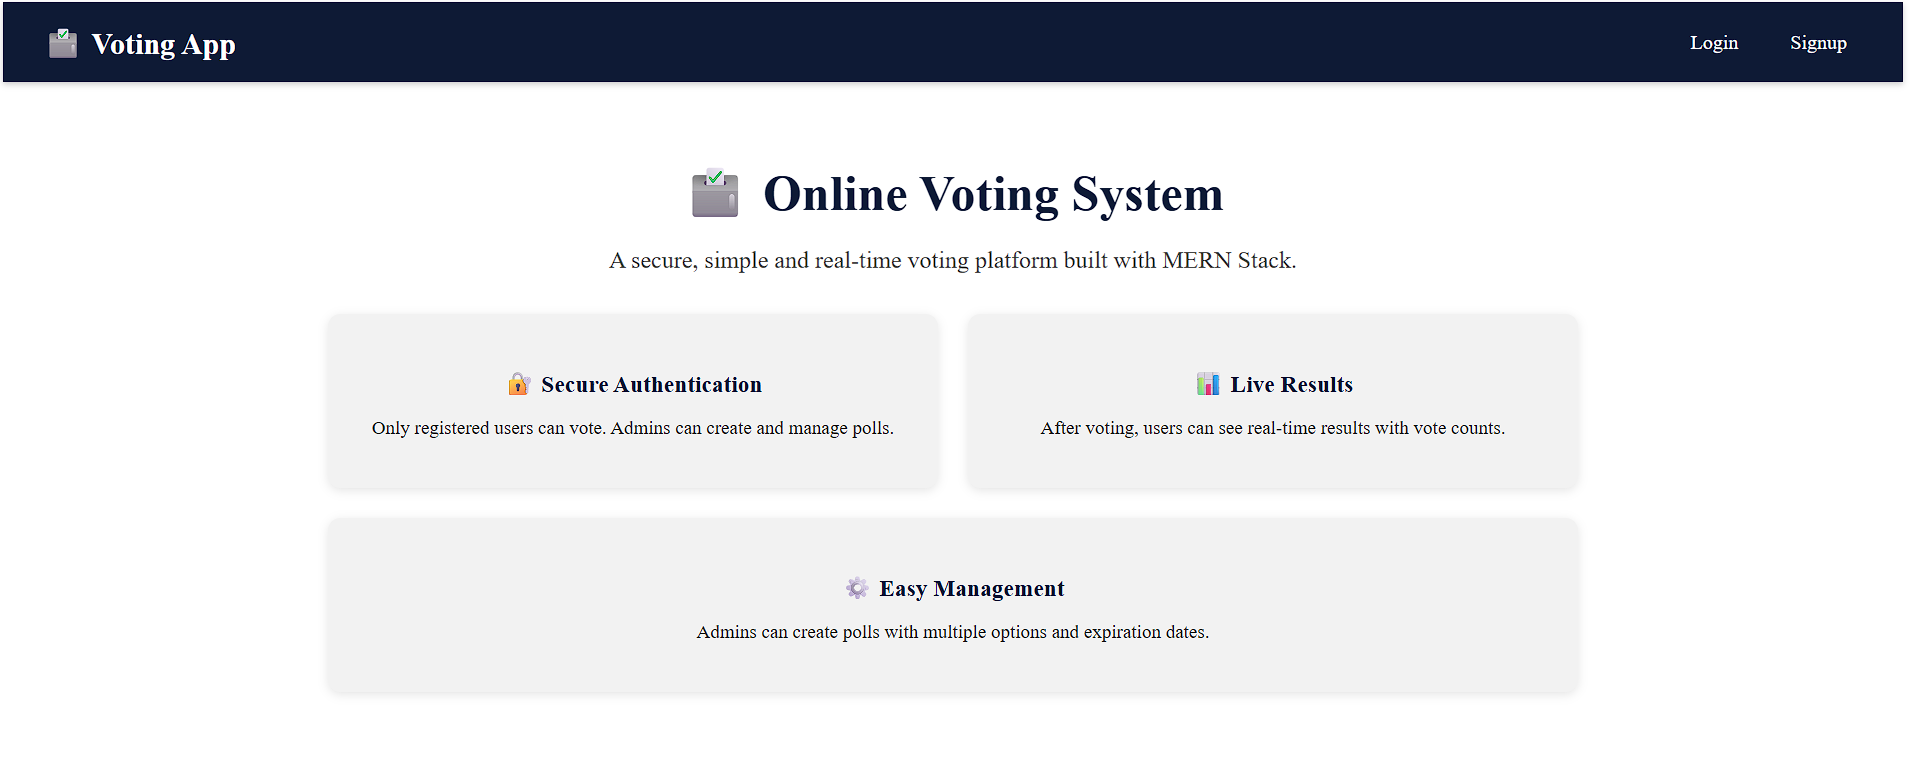 Voting App
Login
Signup
Online Voting System
A secure, simple and real-time voting platform built with MERN Stack.
Secure Authentication
Only registered users can vote. Admins can create and manage polls.
Live Results
After voting, users can see real-time results with vote counts.
Easy Management
Admins can create polls with multiple options and expiration dates.